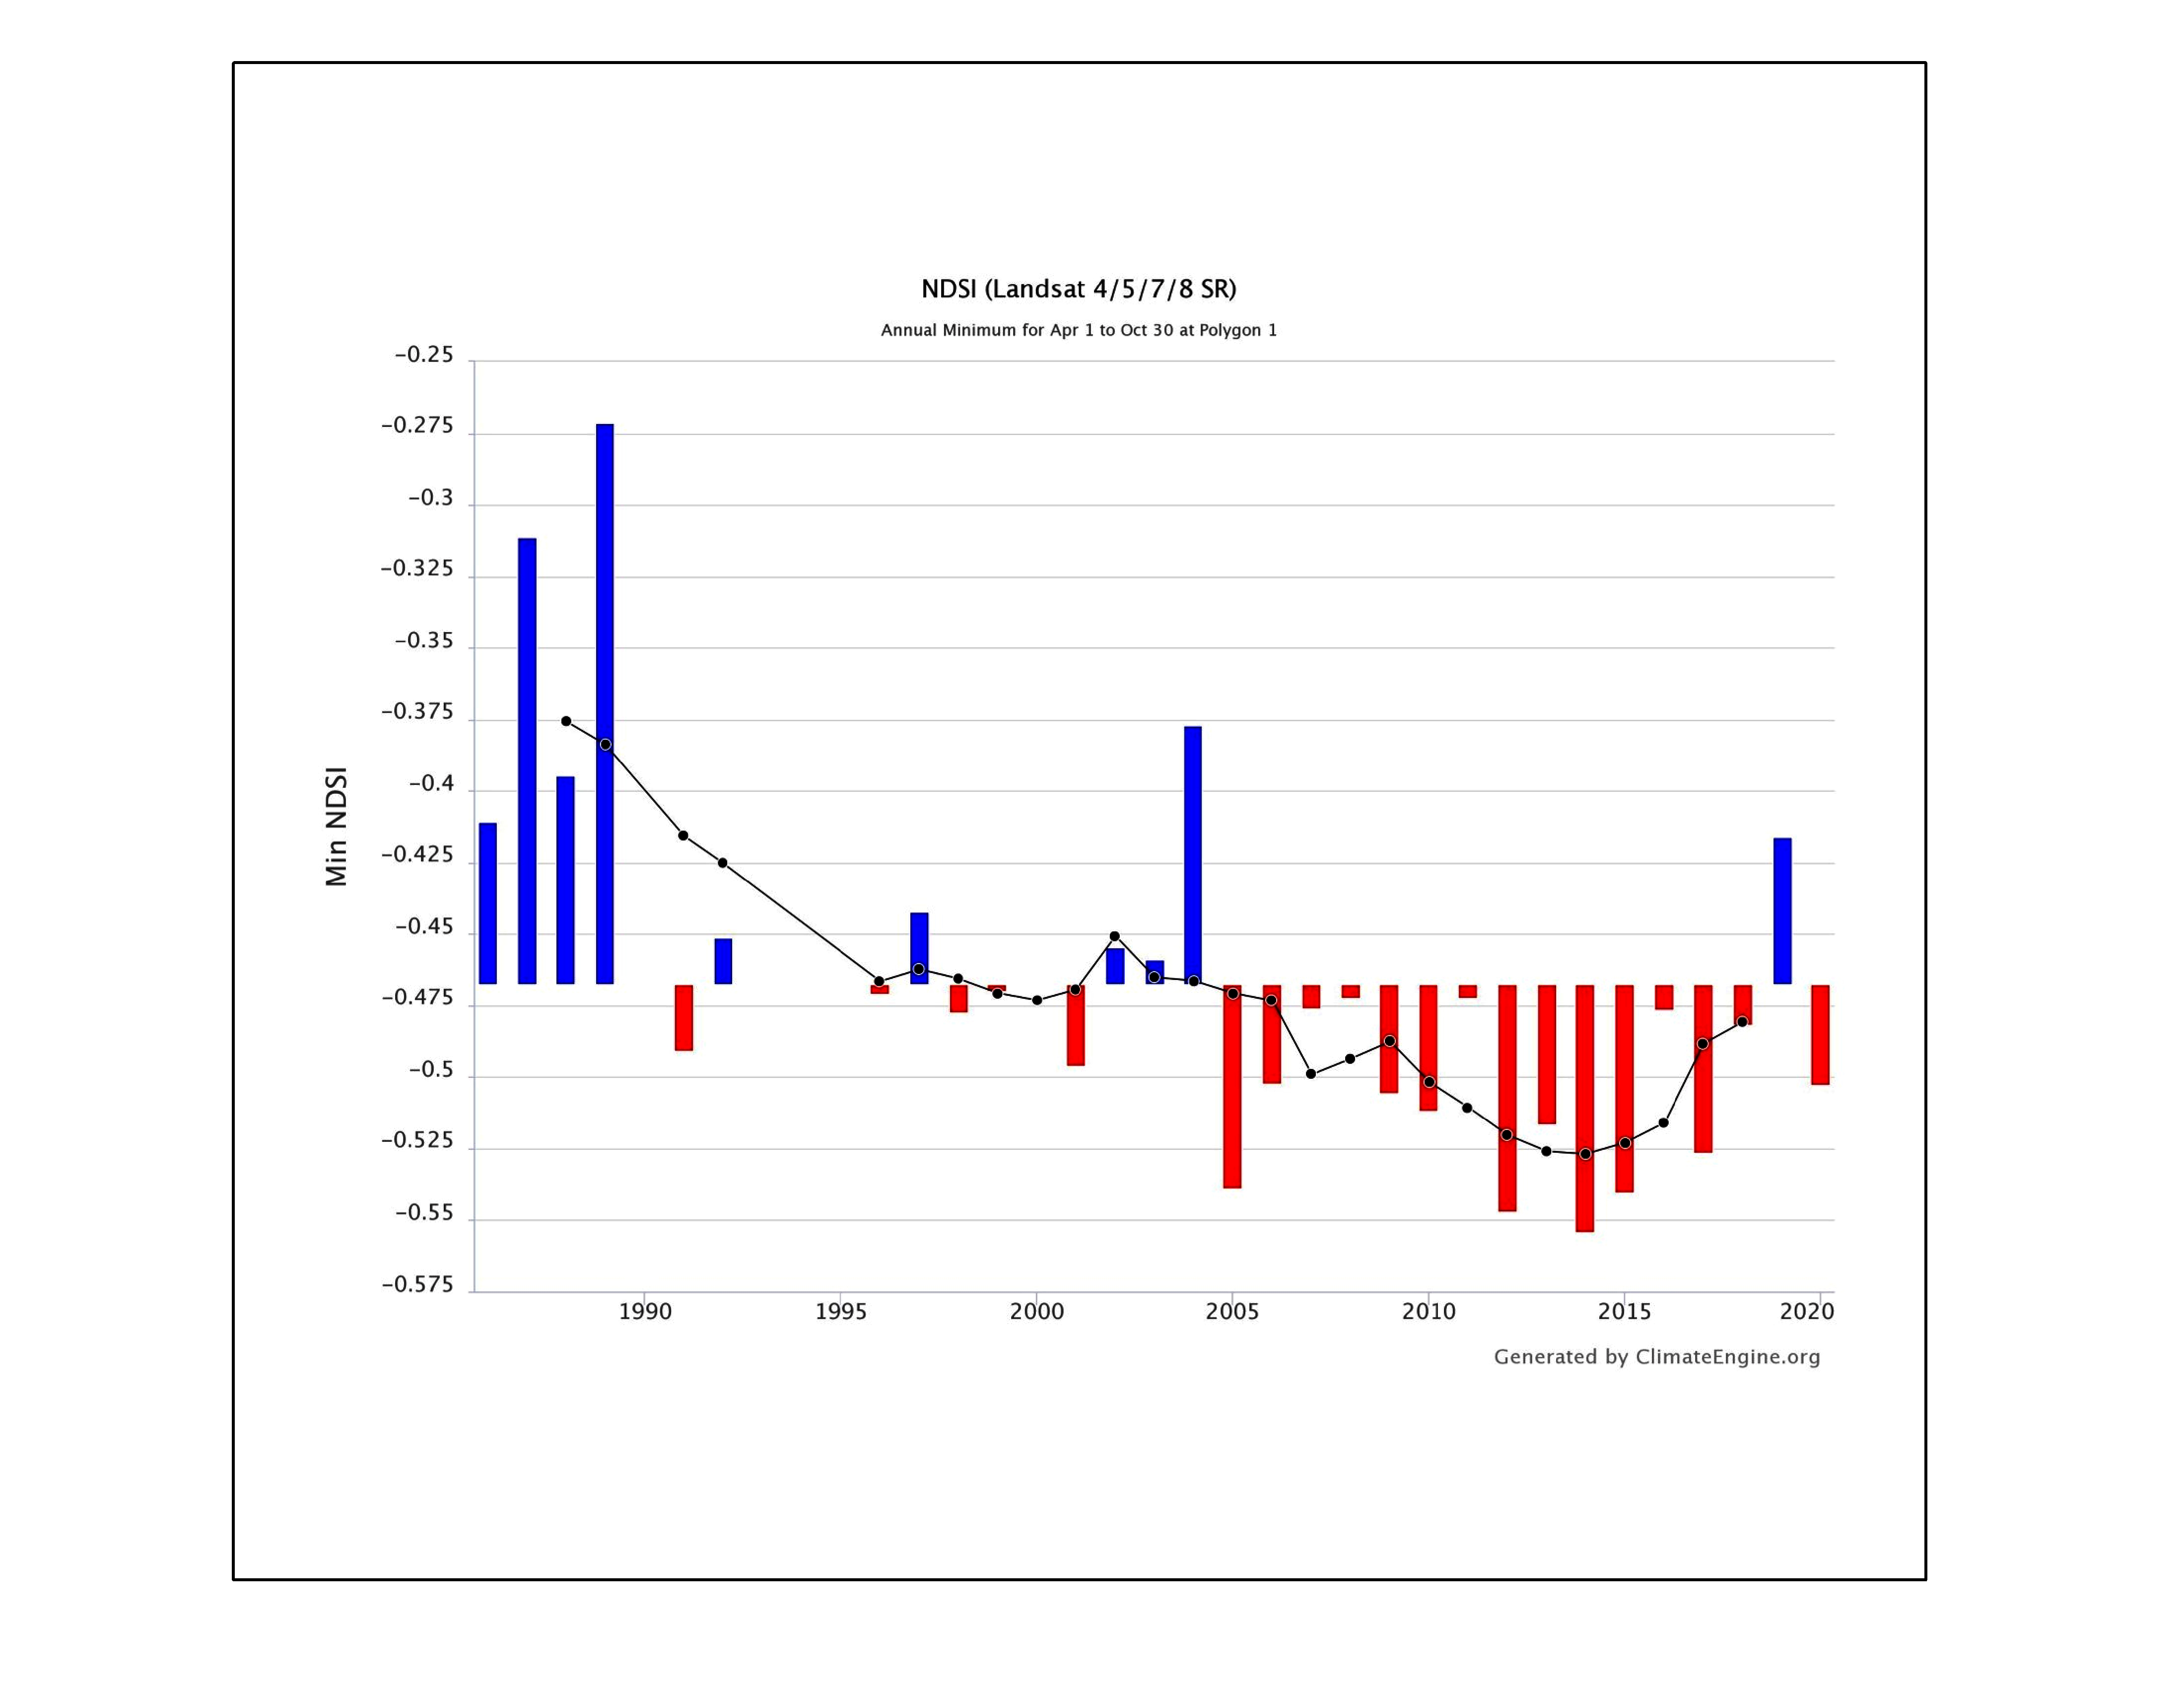 NDSI (Landsat 4/5/7/8 SR)
Annual Minimum for Apr 1 to Oct 30 at Polygon 1
Min NDSI
−0.25
−0.275
−0.3
−0.325
−0.35
−0.375
−0.4
−0.425
−0.45
−0.475
−0.5
−0.525
−0.55
−0.575
1990 1995 2000 2005 2010 2015 2020
Generated by ClimateEngine.org